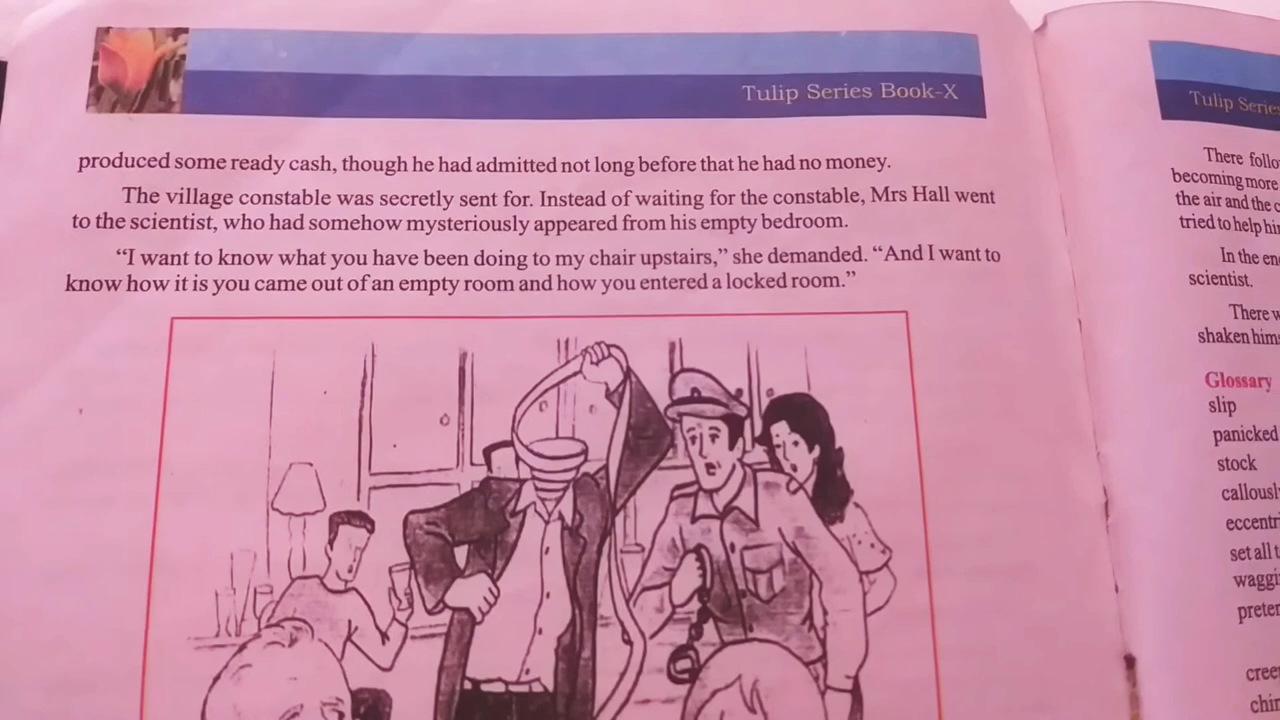 Tulip Series Book-X
produced some ready cash, though he had admitted not long before that he had no money.
The village constable was secretly sent for. Instead of waiting for the constable, Mrs Hall went
to the scientist, who had somehow mysteriously appeared from his empty bedroom.
“I want to know what you have been doing to my chair upstairs,” she demanded. “And I want to
know how it is you came out of an empty room and how you entered a locked room.”
Tulip
There
becoming more
the air and the
tried to help
In the
scientist.
There
shaken
Glossary
slip
panicked
stock
set all